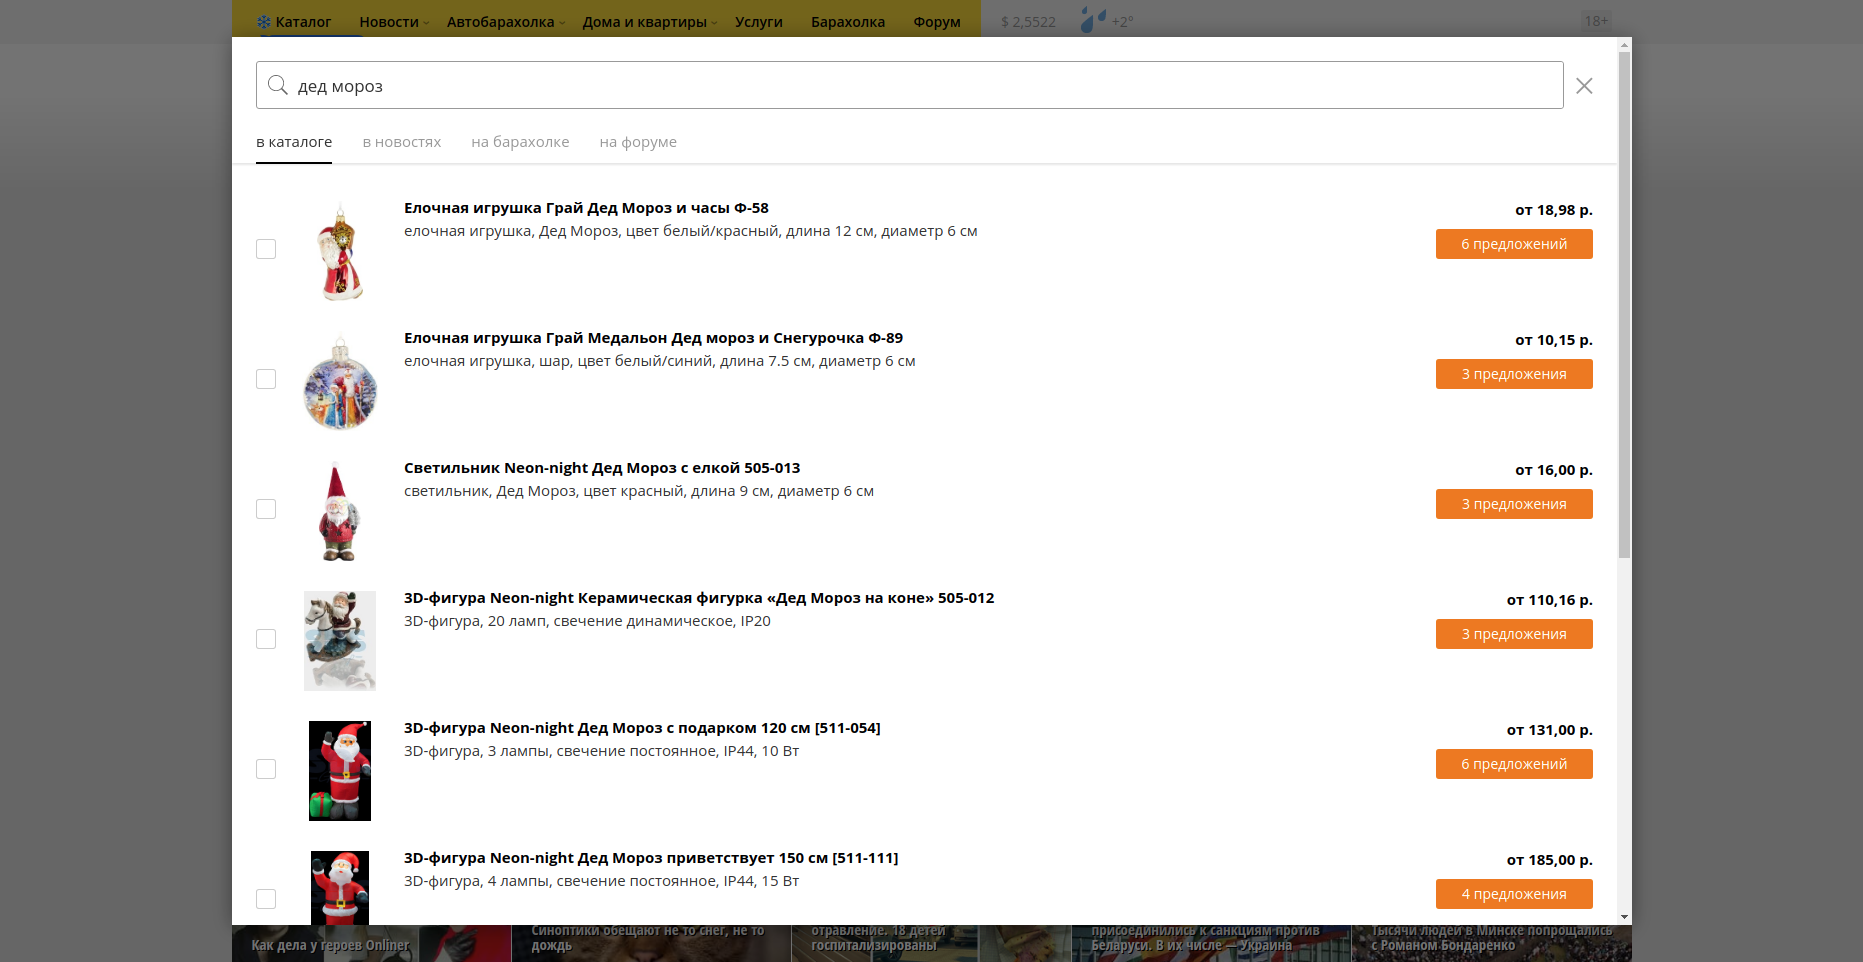 Каталог Новости Автобарахолка Дома и квартиры Услуги Барахолка Форум $ 2,5522 +2° 18+
дед мороз
в каталоге в новостях на барахолке на форуме
Елочная игрушка Грай Дед Мороз и часы Ф-58
от 18,98 р.
елочная игрушка, Дед Мороз, цвет белый/красный, длина 12 см, диаметр 6 см
6 предложений
Елочная игрушка Грай Медальон Дед мороз и Снегурочка Ф-89
от 10,15 р.
елочная игрушка, шар, цвет белый/синий, длина 7.5 см, диаметр 6 см
3 предложения
Светильник Neon-night Дед Мороз с елкой 505-013
от 16,00 р.
светильник, Дед Мороз, цвет красный, длина 9 см, диаметр 6 см
3 предложения
3D-фигура Neon-night Керамическая фигурка «Дед Мороз на коне» 505-012
от 110,16 р.
3D-фигура, 20 ламп, свечение динамическое, IP20
3 предложения
3D-фигура Neon-night Дед Мороз с подарком 120 см [511-054]
от 131,00 р.
3D-фигура, 3 лампы, свечение постоянное, IP44, 10 Вт
6 предложений
3D-фигура Neon-night Дед Мороз приветствует 150 см [511-111]
от 185,00 р.
3D-фигура, 4 лампы, свечение постоянное, IP44, 15 Вт
4 предложения
Как дела у героев Onliner
Синоптики обещают не то снег, не то
дождь
отравление. 18 детей
госпитализированы
присоединились к санкциям против
Беларуси. В их числе — Украина
Тысячи людей в Минске попрощались
с Романом Бондаренко